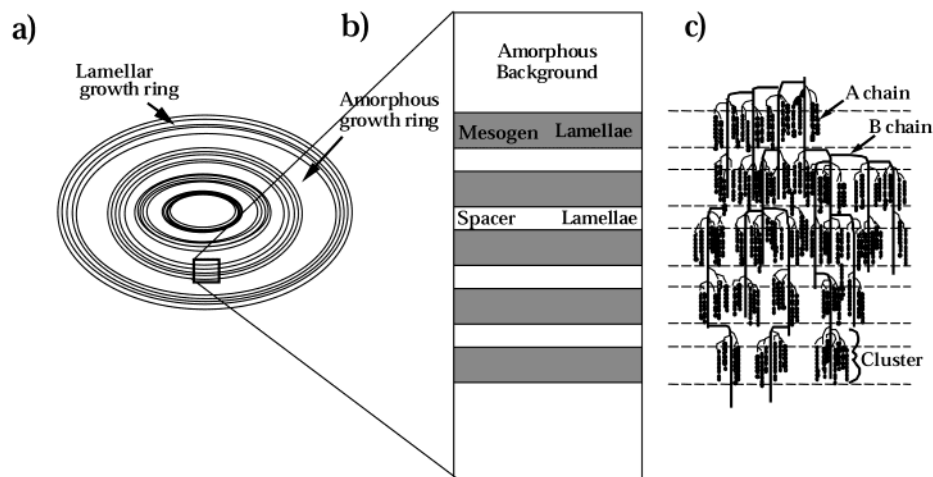 a)
Lamellar
growth ring
Amorphous
growth ring
b)
Amorphous
Background
Mesogen Lamellae
Spacer Lamellae
c)
A chain
B chain
Cluster